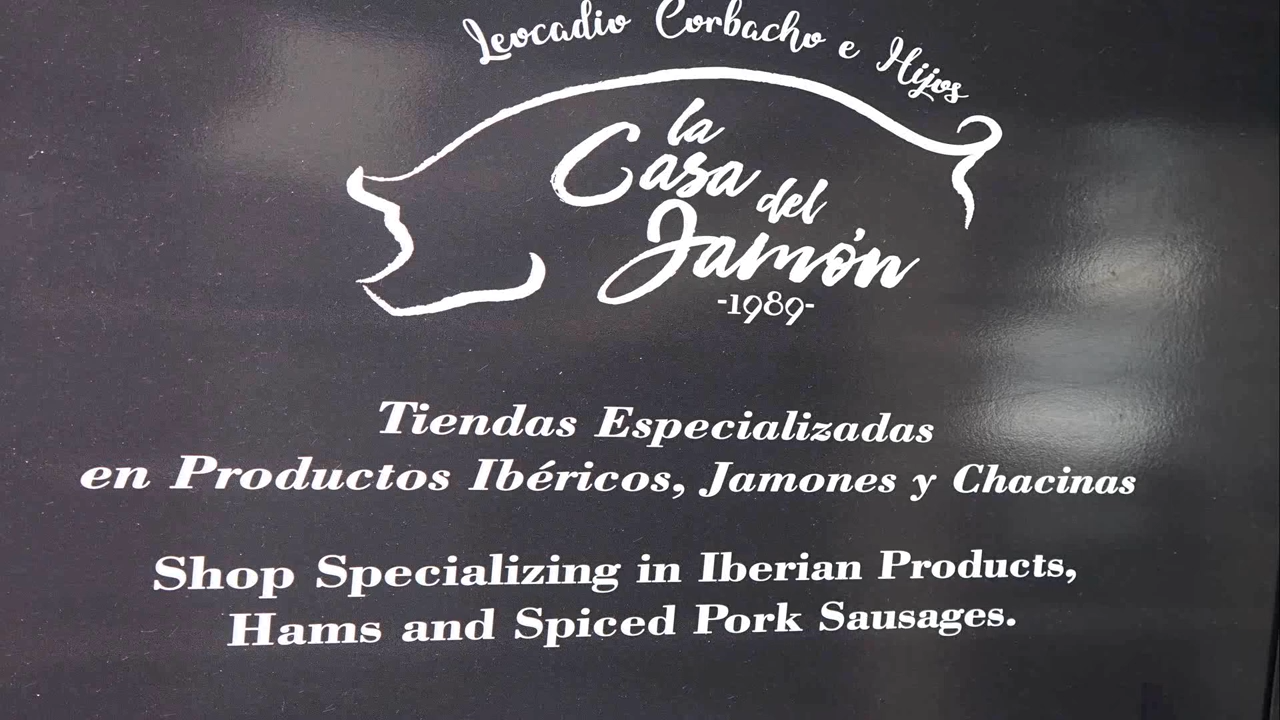 Leocadio Corbacho e Hijos
la
Casa del
Jamón
-1989-
Tiendas Especializadas
en Productos Ibéricos, Jamones y Chacinas
Shop Specializing in Iberian Products,
Hams and Spiced Pork Sausages.